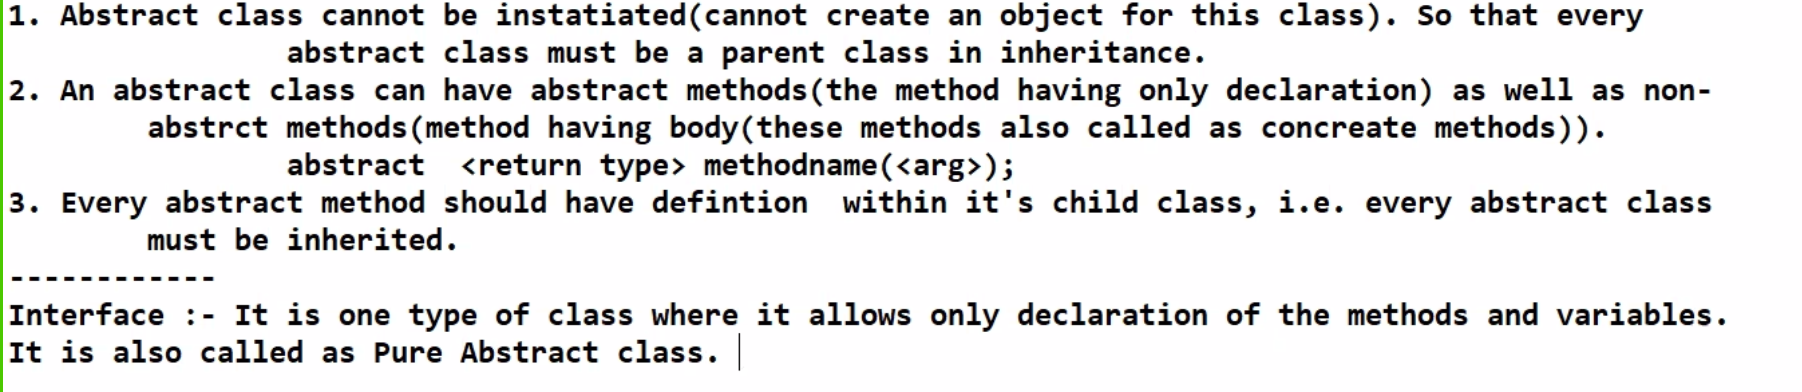 1. Abstract class cannot be instatiated(cannot create an object for this class). So that every
abstract class must be a parent class in inheritance.
2. An abstract class can have abstract methods(the method having only declaration) as well as non-
abstrct methods(method having body(these methods also called as concreate methods)).
abstract  <return type> methodname(<arg>);
3. Every abstract method should have defintion  within it's child class, i.e. every abstract class
must be inherited.
------------
Interface :- It is one type of class where it allows only declaration of the methods and variables.
It is also called as Pure Abstract class.